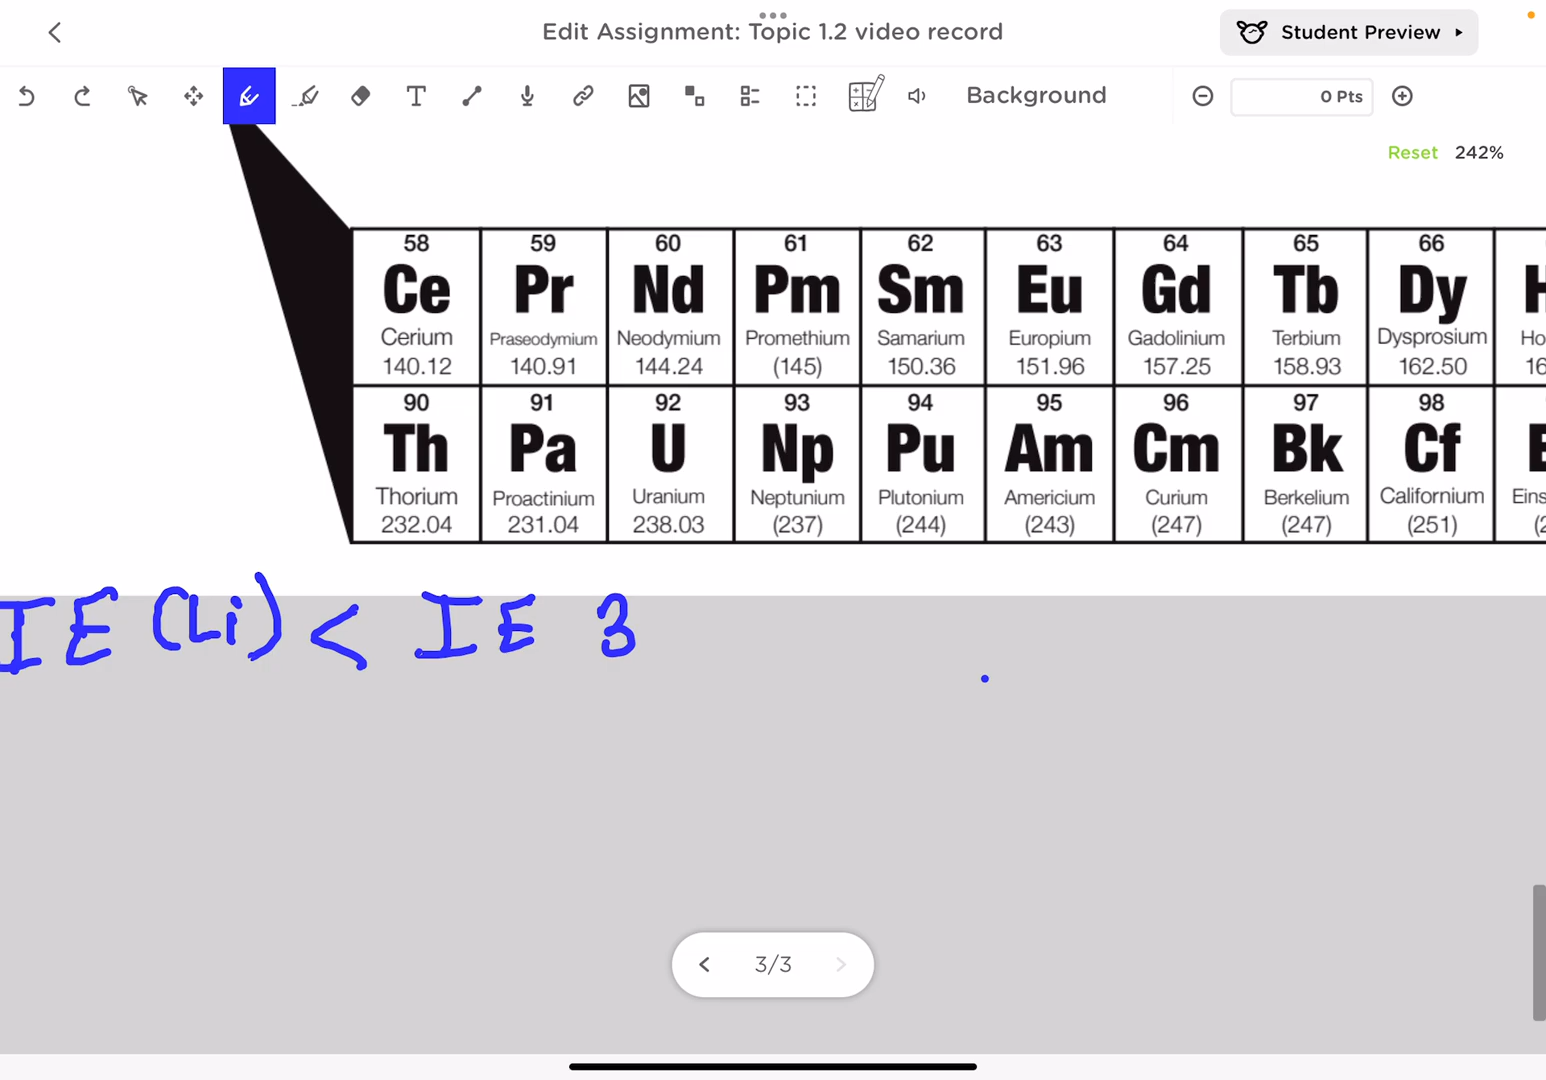 Edit Assignment: Topic 1.2 video record
Student Preview
T
Background
0 Pts
Reset 242%
58 59 60 61 62 63 64 65 66
Ce Pr Nd Pm Sm Eu Gd Tb Dy
Cerium Praseodymium Neodymium Promethium Samarium Europium Gadolinium Terbium Dysprosium Ho
140.12 140.91 144.24 (145) 150.36 151.96 157.25 158.93 162.50 16
90 91 92 93 94 95 96 97 98
Th Pa U Np Pu Am Cm Bk Cf
Thorium Proactinium Uranium Neptunium Plutonium Americium Curium Berkelium Californium Eins
232.04 231.04 238.03 (237) (244) (243) (247) (247) (251)
IE (Li) < IE 3
3/3